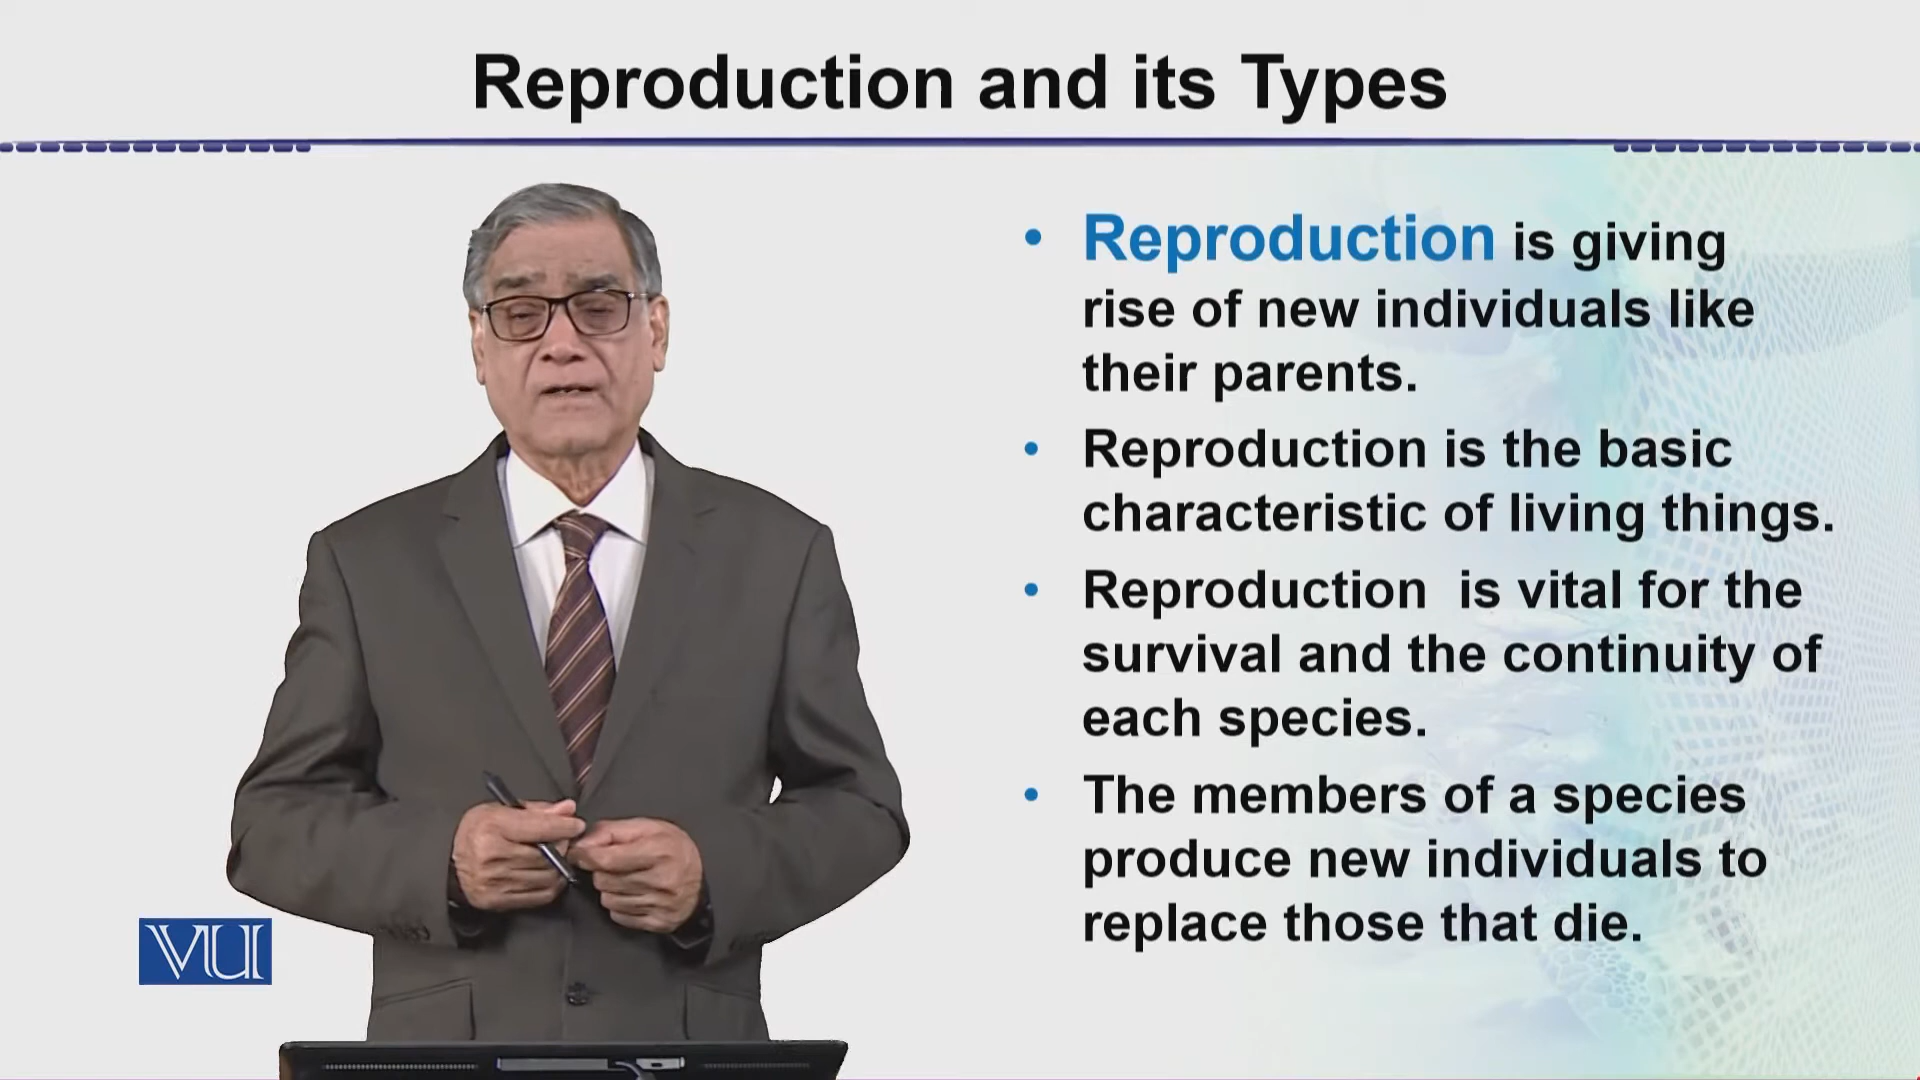 Reproduction and its Types
• Reproduction is giving
rise of new individuals like
their parents.
• Reproduction is the basic
characteristic of living things.
• Reproduction  is vital for the
survival and the continuity of
each species.
• The members of a species
produce new individuals to
replace those that die.
VU